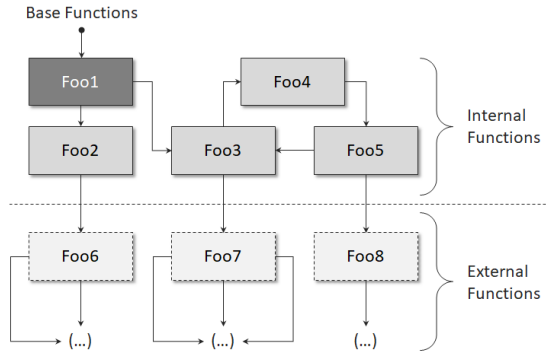 Base Functions
Foo1
Foo4
Internal
Functions
Foo2
Foo3
Foo5
Foo6
Foo7
Foo8
External
Functions
(...)
(...)
(...)